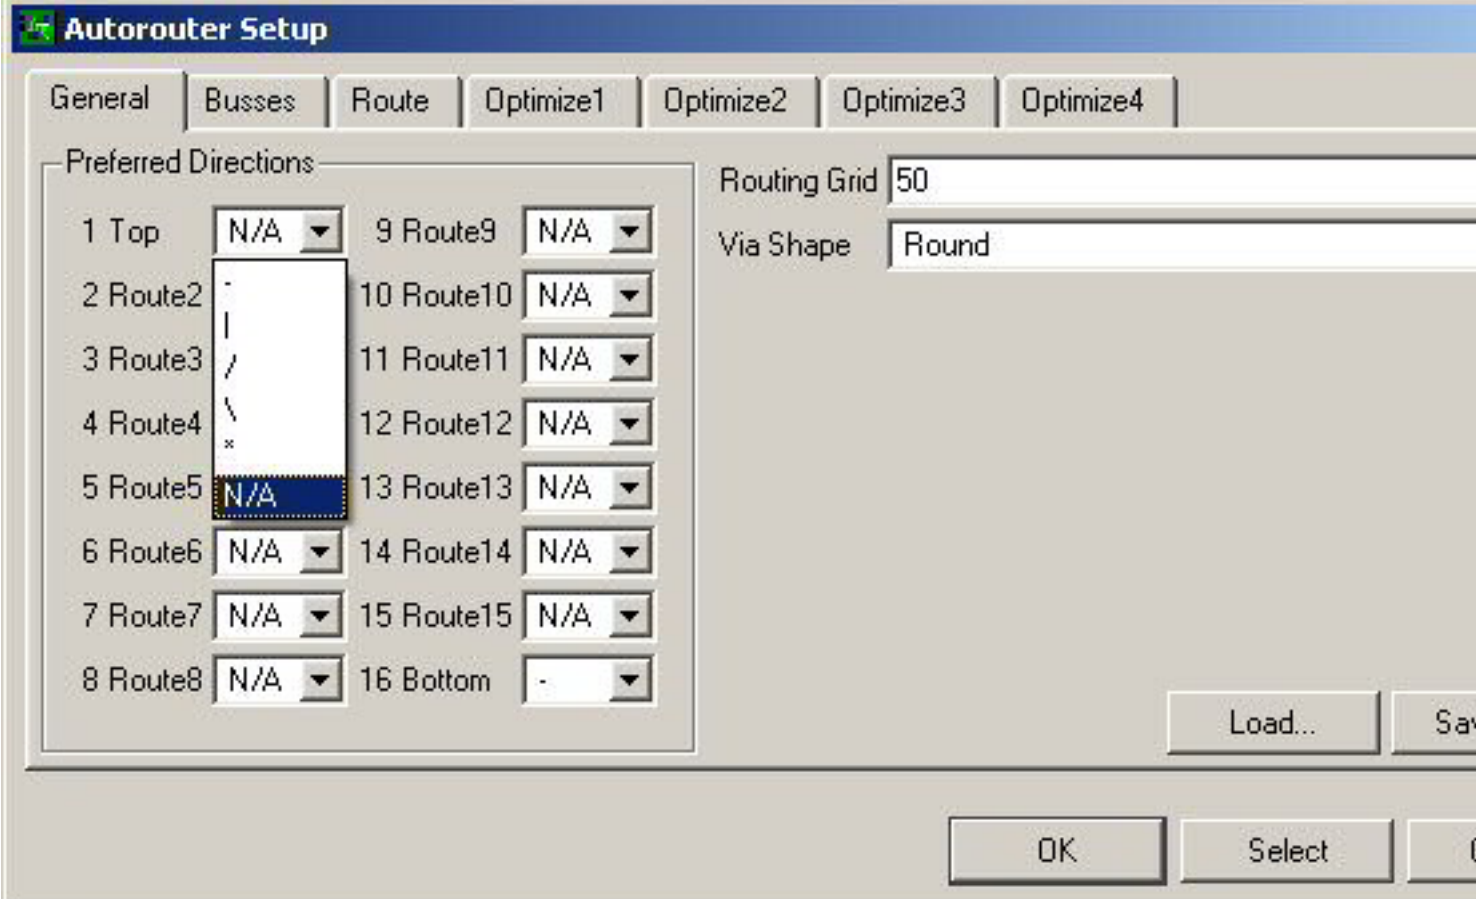 Autorouter Setup
General Busses Route Optimize1 Optimize2 Optimize3 Optimize4
Preferred Directions
Routing Grid 50
1 Top N/A 9 Route9 N/A
Via Shape Round
-
2 Route2 10 Route10 N/A
|
3 Route3 / 11 Route11 N/A
\
4 Route4 12 Route12 N/A
*
5 Route5 N/A 13 Route13 N/A
6 Route6 N/A 14 Route14 N/A
7 Route7 N/A 15 Route15 N/A
8 Route8 N/A 16 Bottom -
Load...
OK Select